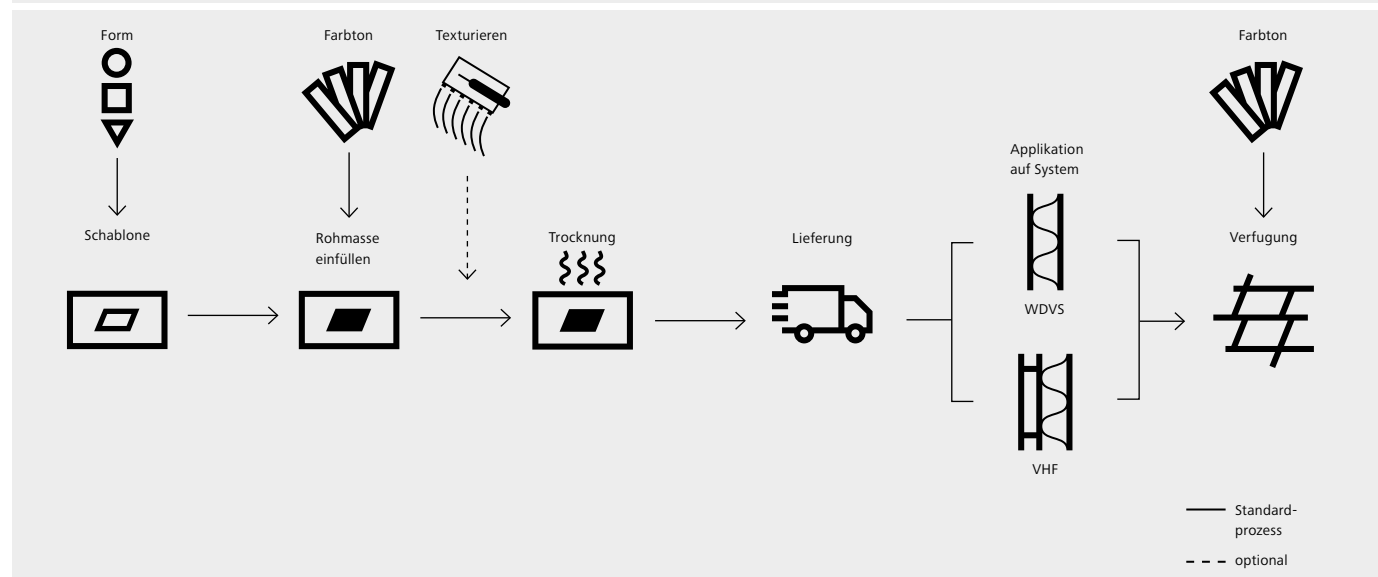 Form
Farbton
Texturieren
Farbton
Applikation
auf System
Schablone
Rohmasse
einfüllen
Trocknung
Lieferung
Verfugung
WDVS
VHF
Standard-
prozess
optional